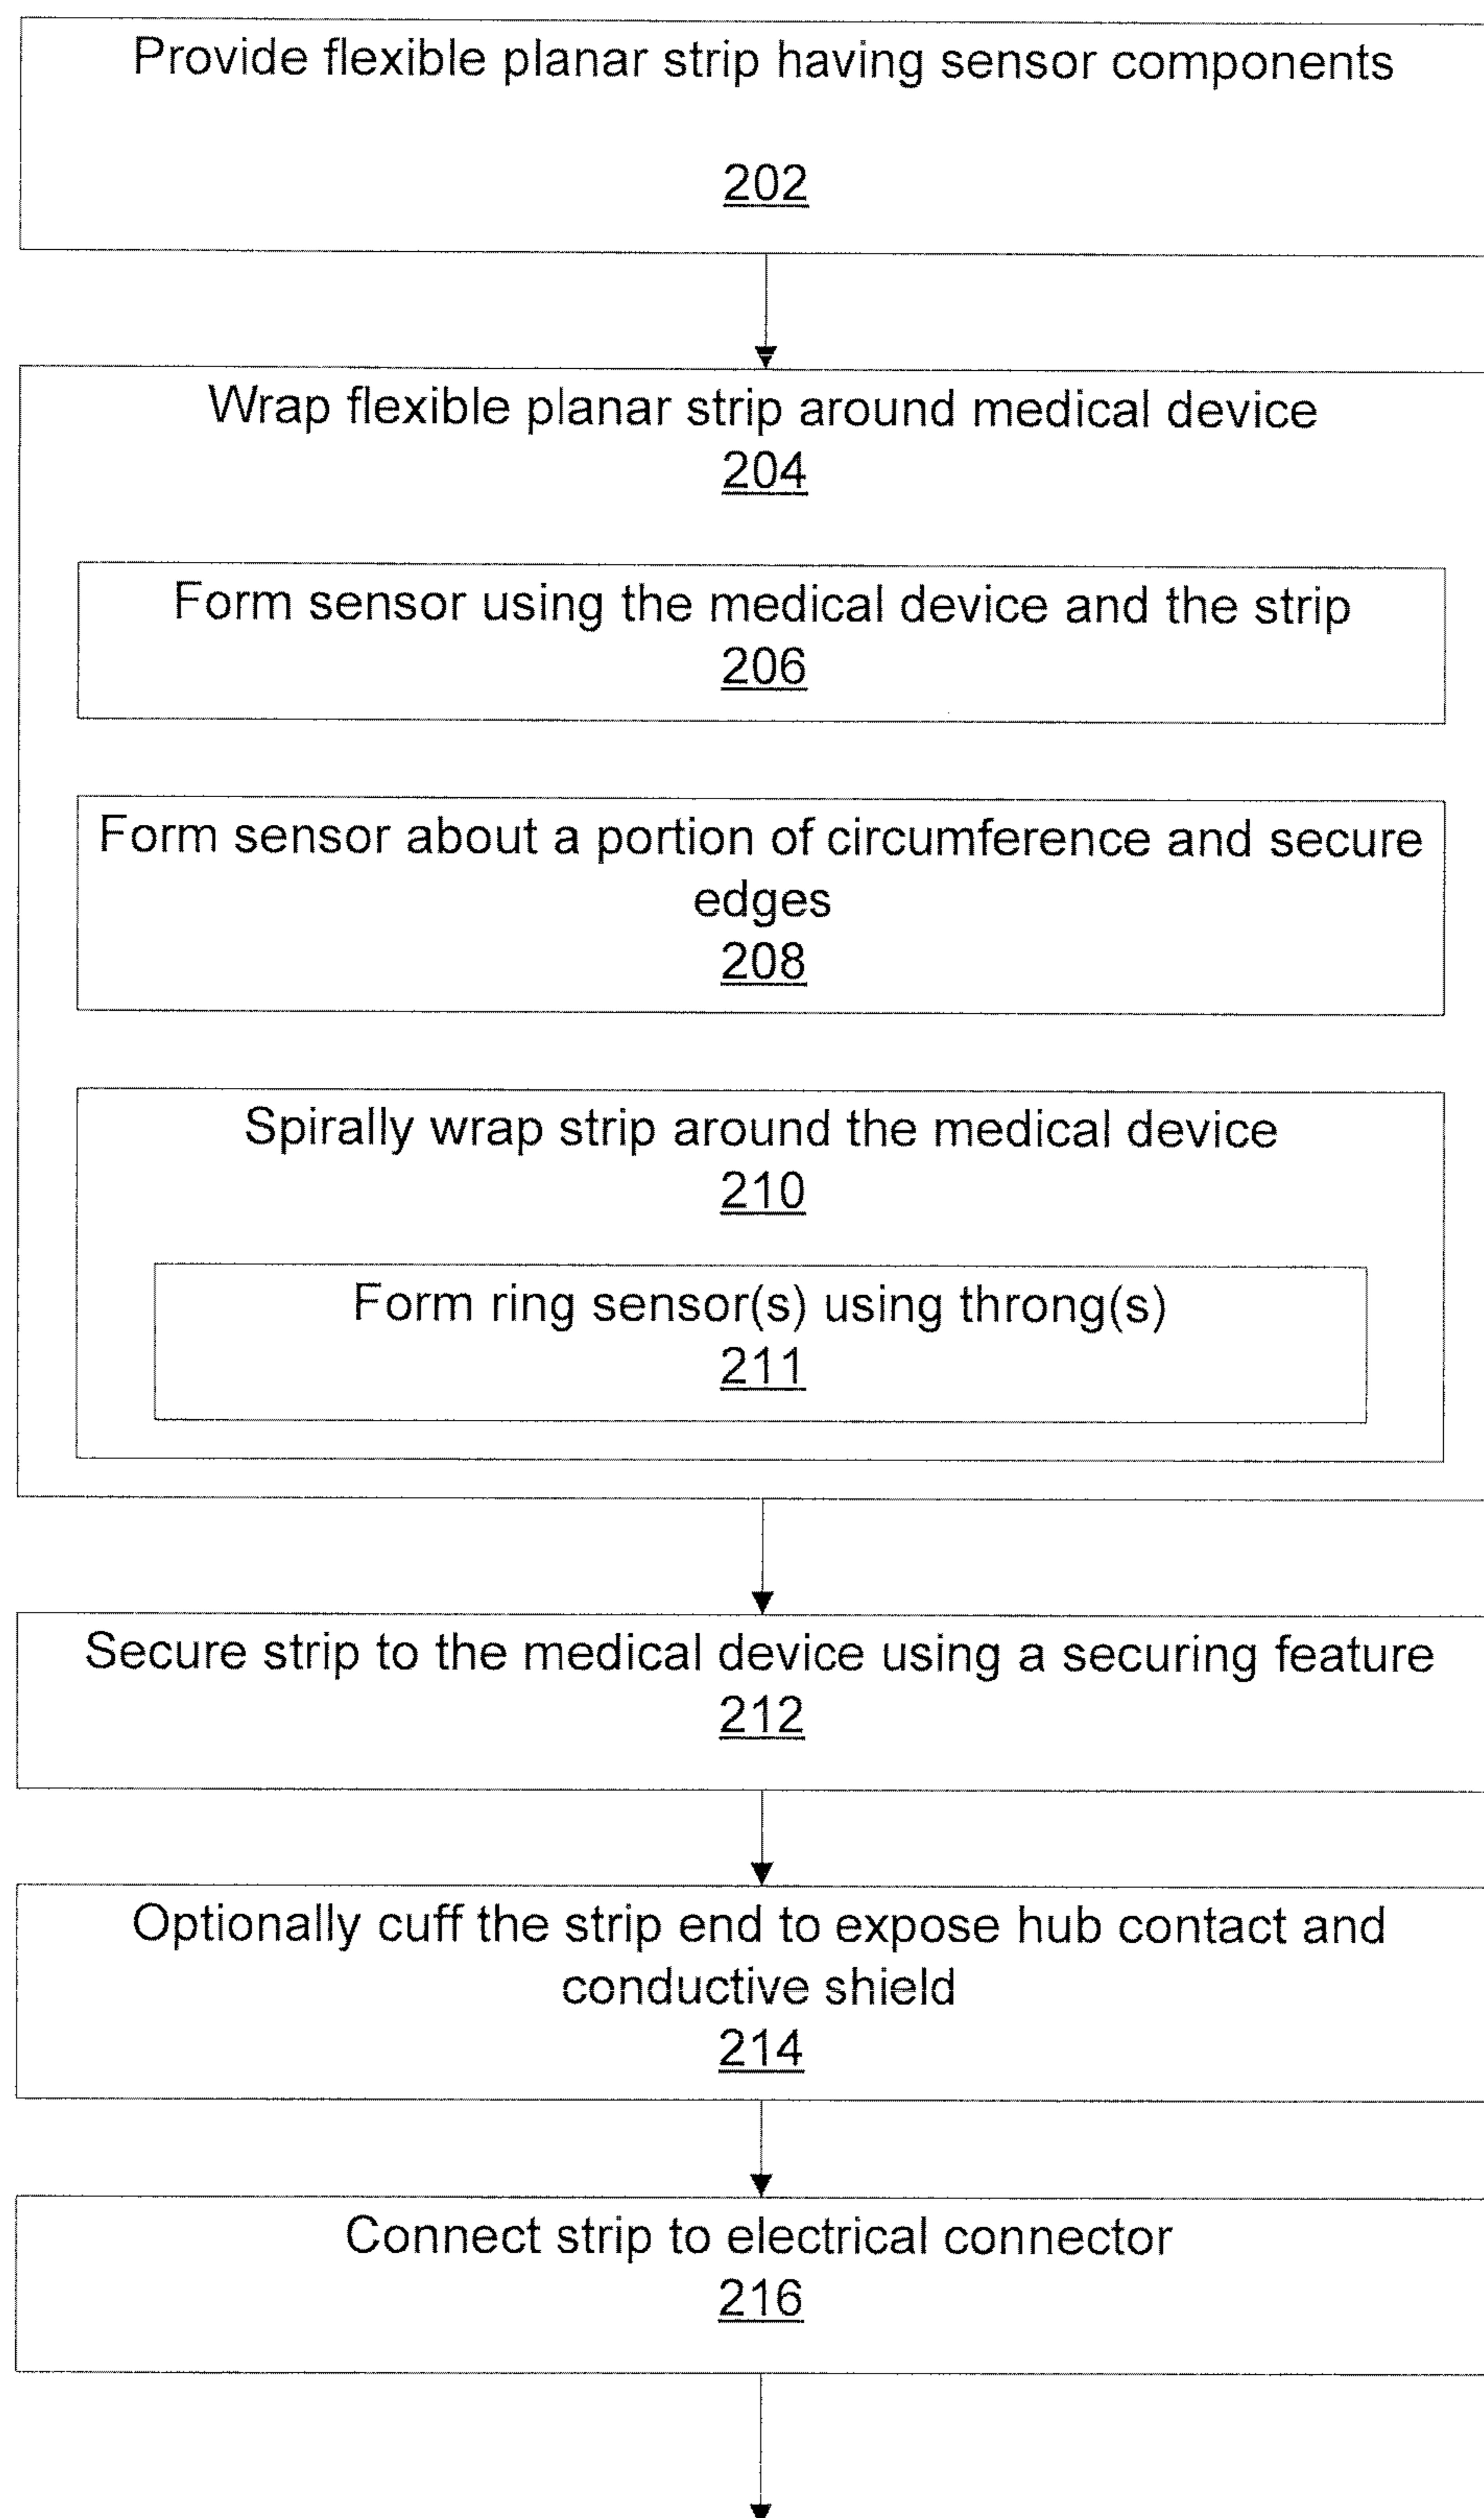 Provide flexible planar strip having sensor components
202
Wrap flexible planar strip around medical device
204
Form sensor using the medical device and the strip
206
Form sensor about a portion of circumference and secure
edges
208
Spirally wrap strip around the medical device
210
Form ring sensor(s) using throng(s)
211
Secure strip to the medical device using a securing feature
212
Optionally cuff the strip end to expose hub contact and
conductive shield
214
Connect strip to electrical connector
216